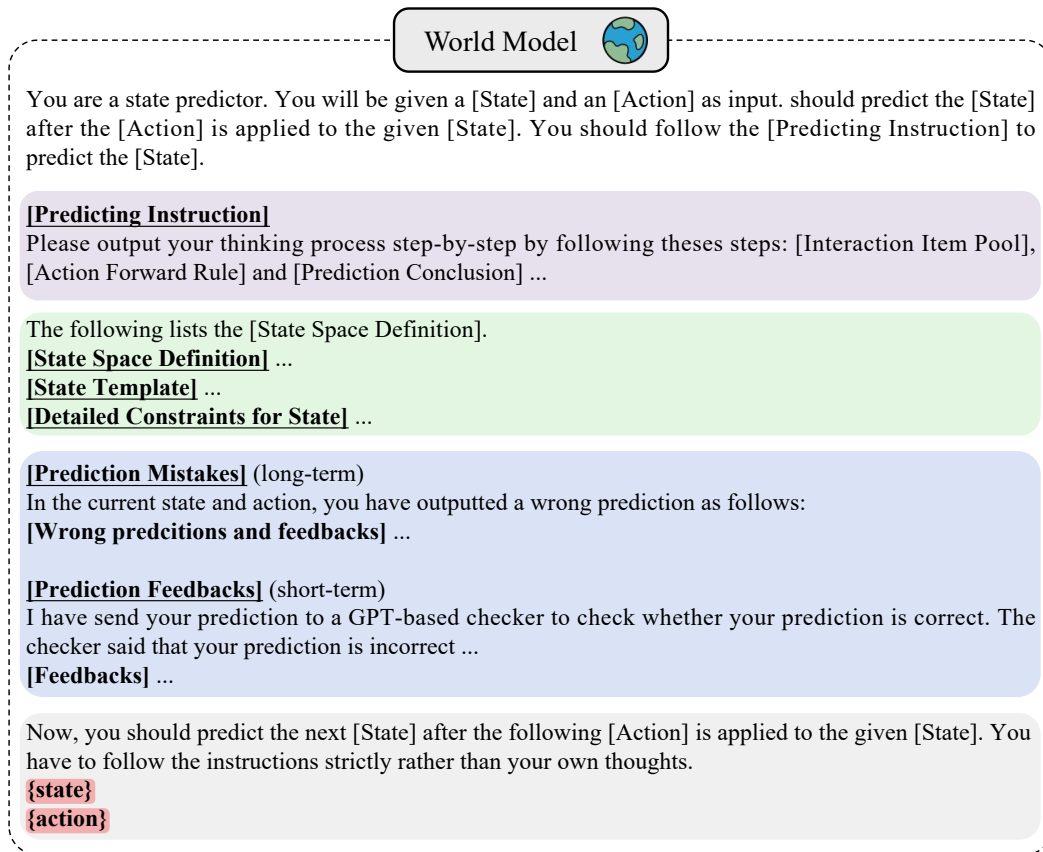 World Model
You are a state predictor. You will be given a [State] and an [Action] as input. should predict the [State]
after the [Action] is applied to the given [State]. You should follow the [Predicting Instruction] to
predict the [State].
[Predicting Instruction]
Please output your thinking process step-by-step by following theses steps: [Interaction Item Pool],
[Action Forward Rule] and [Prediction Conclusion] ...
The following lists the [State Space Definition].
[State Space Definition] ...
[State Template] ...
[Detailed Constraints for State] ...
[Prediction Mistakes] (long-term)
In the current state and action, you have outputted a wrong prediction as follows:
[Wrong predcitions and feedbacks] ...
[Prediction Feedbacks] (short-term)
I have send your prediction to a GPT-based checker to check whether your prediction is correct. The
checker said that your prediction is incorrect ...
[Feedbacks] ...
Now, you should predict the next [State] after the following [Action] is applied to the given [State]. You
have to follow the instructions strictly rather than your own thoughts.
{state}
{action}